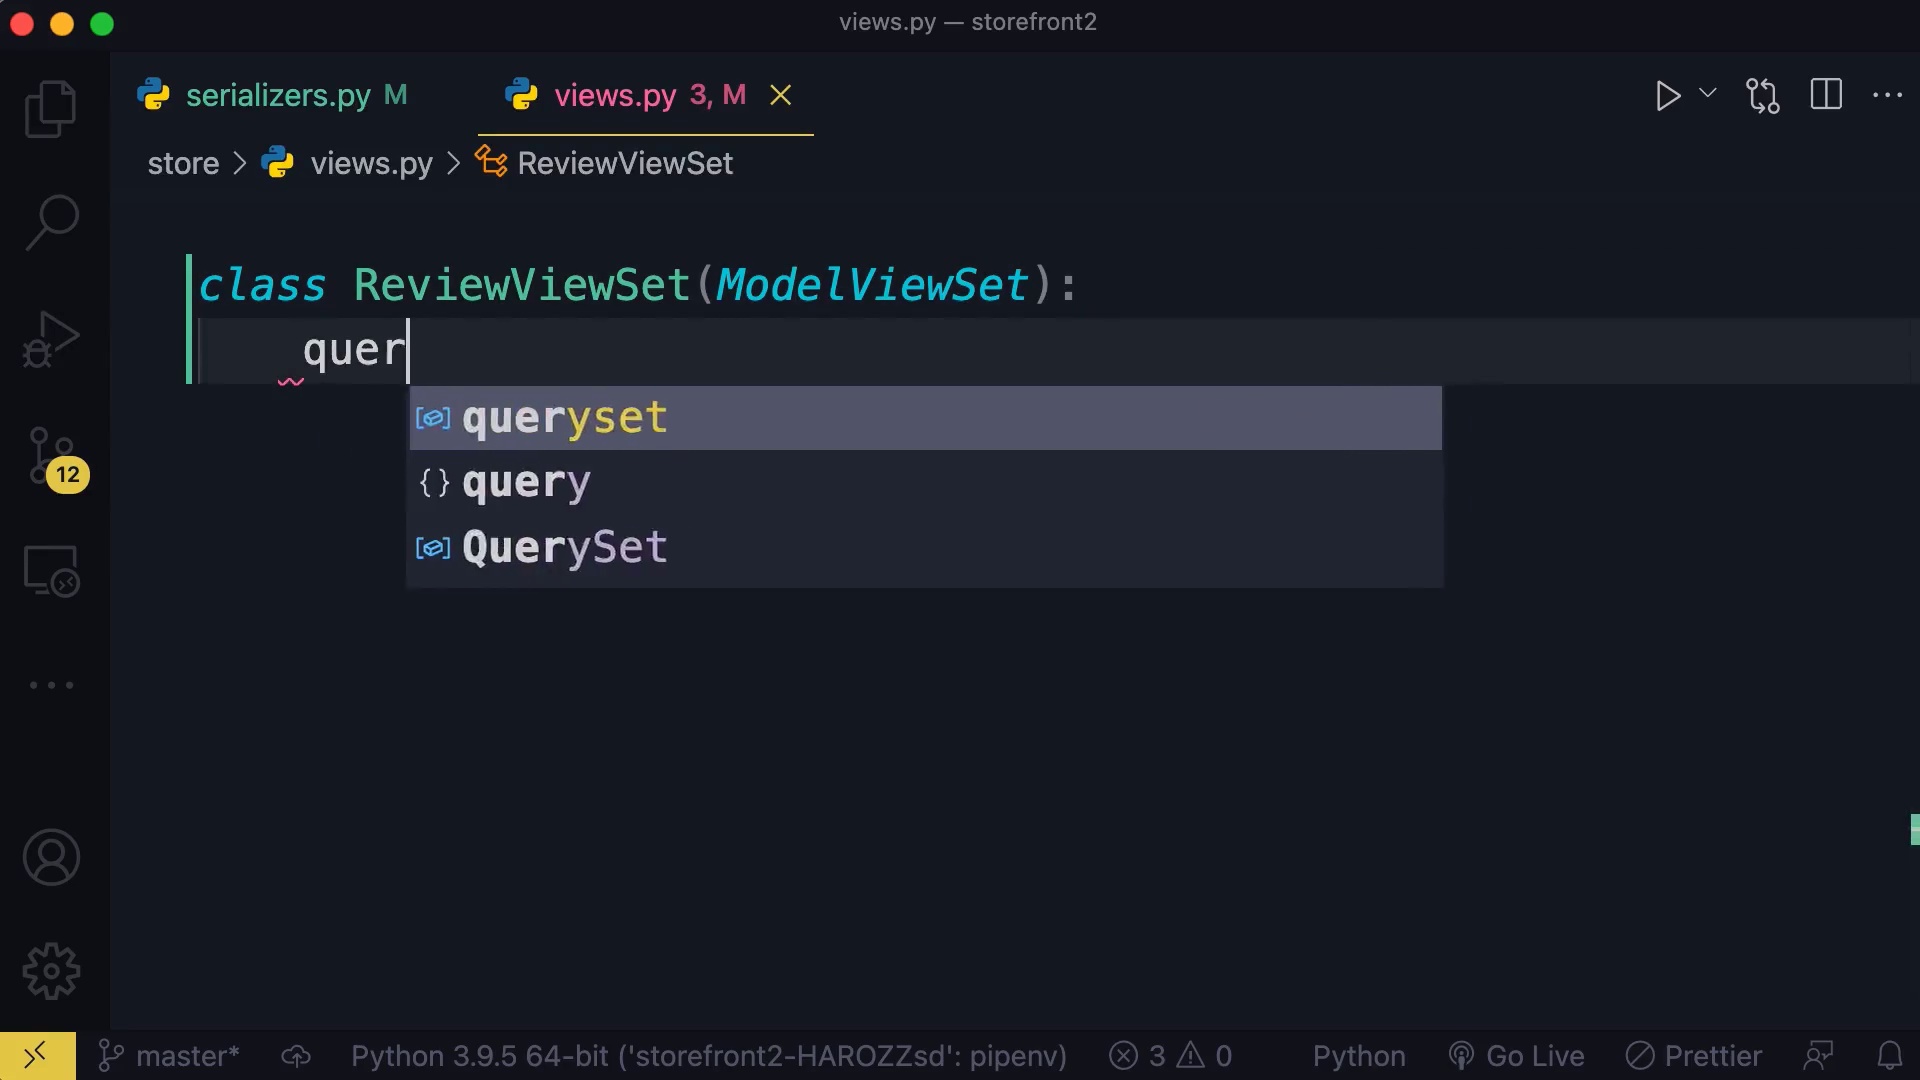 views.py — storefront2
serializers.py M
views.py 3, M
store > views.py > ReviewViewSet
class ReviewViewSet(ModelViewSet):
quer
queryset
query
QuerySet
12
master* Python 3.9.5 64-bit ('storefront2-HAROZZsd': pipenv) 3 0 Python Go Live Prettier